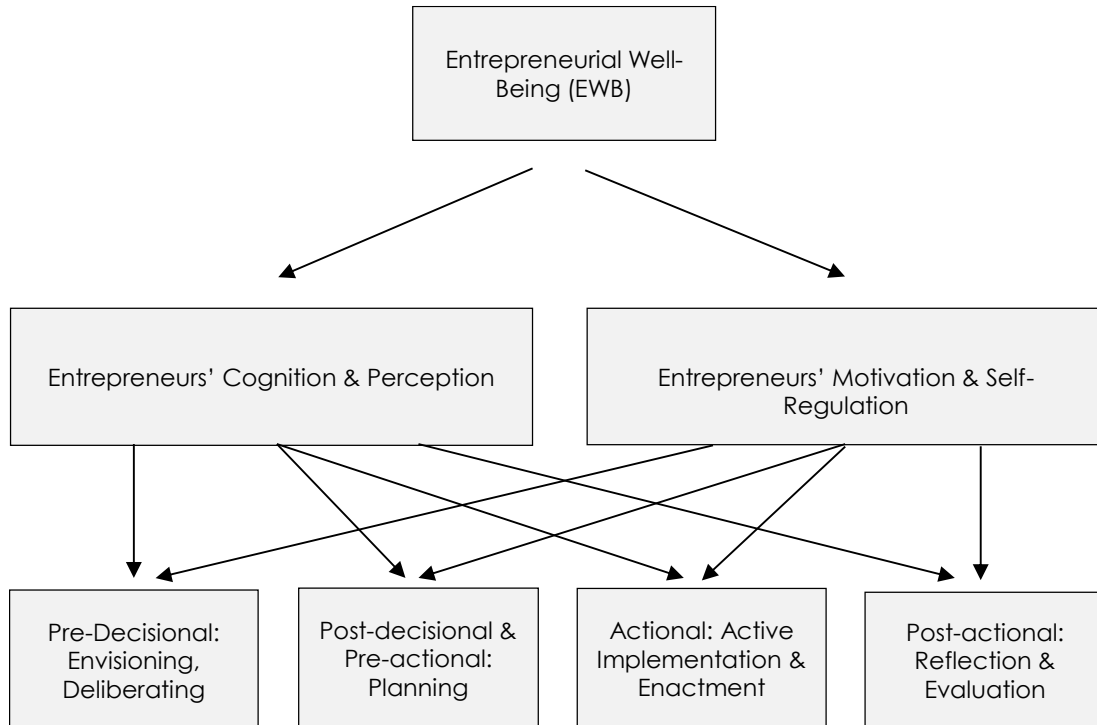 Entrepreneurial Well-
Being (EWB)
Entrepreneurs’ Cognition & Perception
Entrepreneurs’ Motivation & Self-
Regulation
Pre-Decisional:
Envisioning,
Deliberating
Post-decisional &
Pre-actional:
Planning
Actional: Active
Implementation &
Enactment
Post-actional:
Reflection &
Evaluation